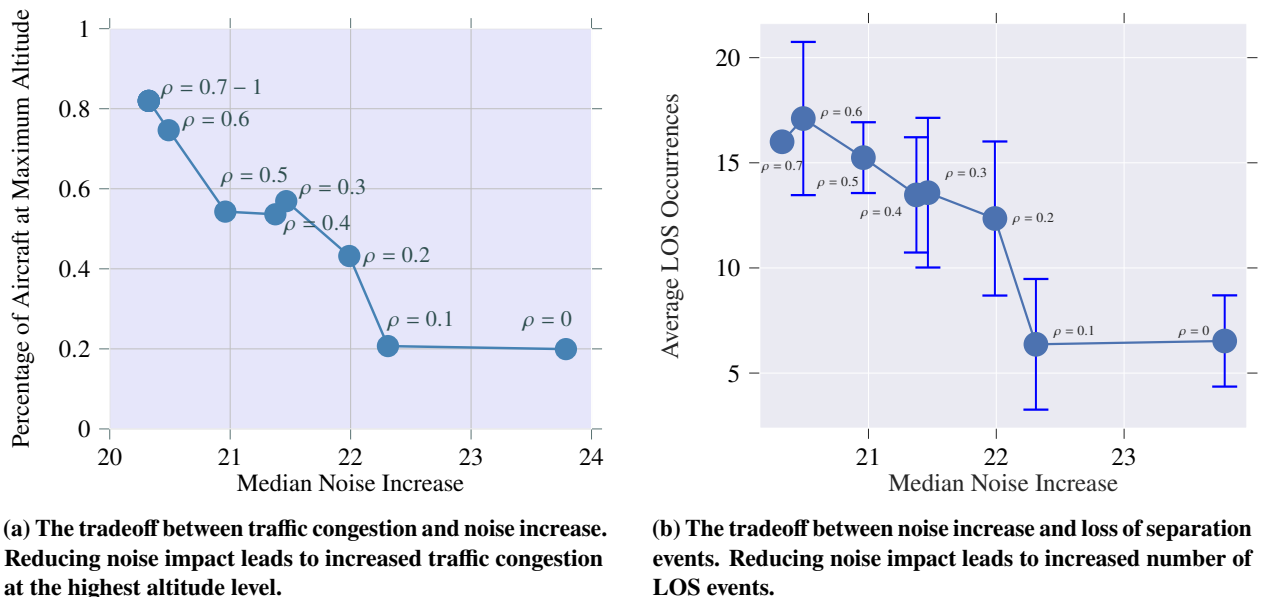 Percentage of Aircraft at Maximum Altitude
1
0.8
0.6
0.4
0.2
0
ρ = 0.7 − 1
ρ = 0.6
ρ = 0.5
ρ = 0.3
ρ = 0.4
ρ = 0.2
ρ = 0.1
ρ = 0
20 21 22 23 24
Median Noise Increase
(a) The tradeoff between traffic congestion and noise increase.
Reducing noise impact leads to increased traffic congestion
at the highest altitude level.
Average LOS Occurrences
20
15
10
5
ρ = 0.6
ρ = 0.7
ρ = 0.5
ρ = 0.3
ρ = 0.4
ρ = 0.2
ρ = 0.1
ρ = 0
21 22 23
Median Noise Increase
(b) The tradeoff between noise increase and loss of separation
events. Reducing noise impact leads to increased number of
LOS events.